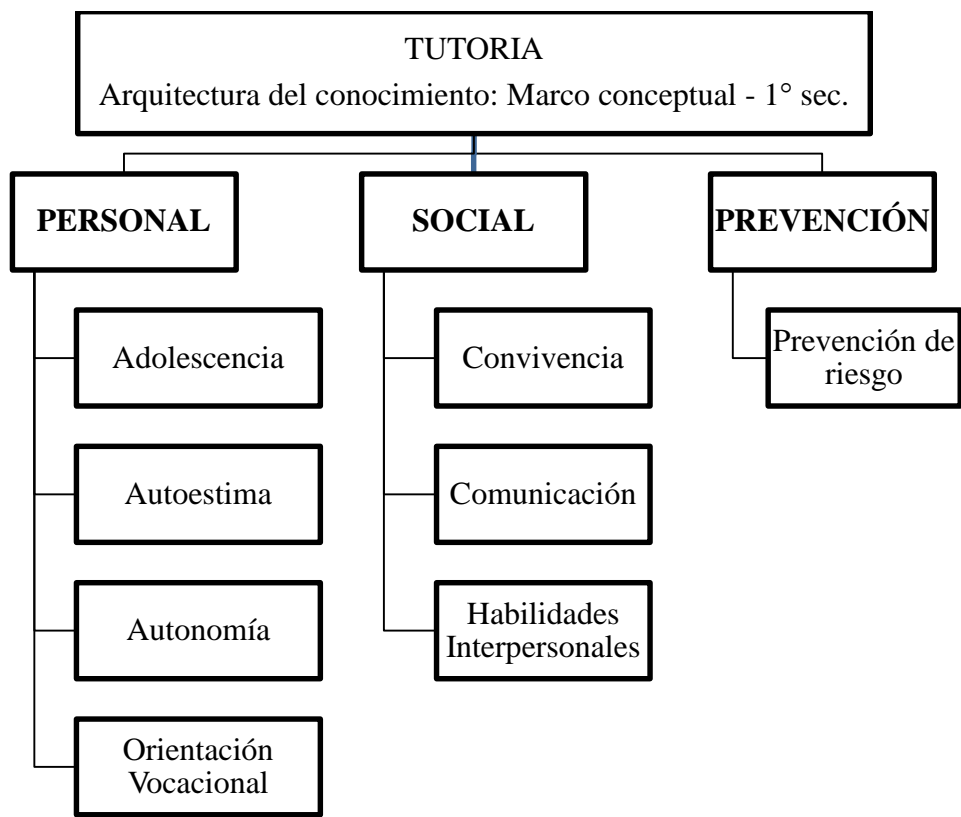 TUTORIA
Arquitectura del conocimiento: Marco conceptual - 1° sec.
PERSONAL
Adolescencia
Autoestima
Autonomía
Orientación
Vocacional
SOCIAL
Convivencia
Comunicación
Habilidades
Interpersonales
PREVENCIÓN
Prevención de
riesgo